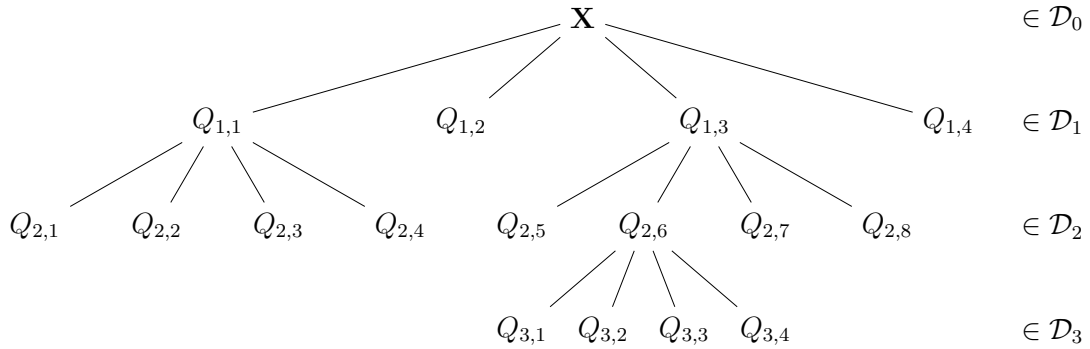 X ∈ 𝒟₀
Q₁,₁ Q₁,₂ Q₁,₃ Q₁,₄ ∈ 𝒟₁
Q₂,₁ Q₂,₂ Q₂,₃ Q₂,₄ Q₂,₅ Q₂,₆ Q₂,₇ Q₂,₈ ∈ 𝒟₂
Q₃,₁ Q₃,₂ Q₃,₃ Q₃,₄ ∈ 𝒟₃